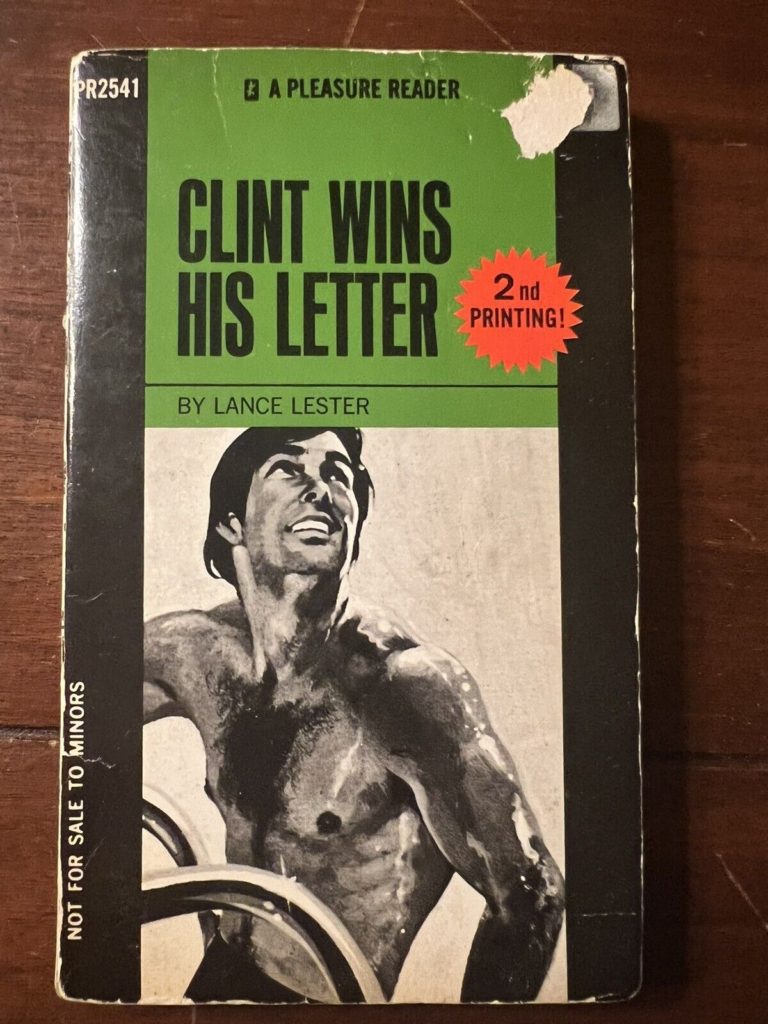 PR2541
A PLEASURE READER
CLINT WINS
HIS LETTER
2nd
PRINTING!
BY LANCE LESTER
NOT FOR SALE TO MINORS